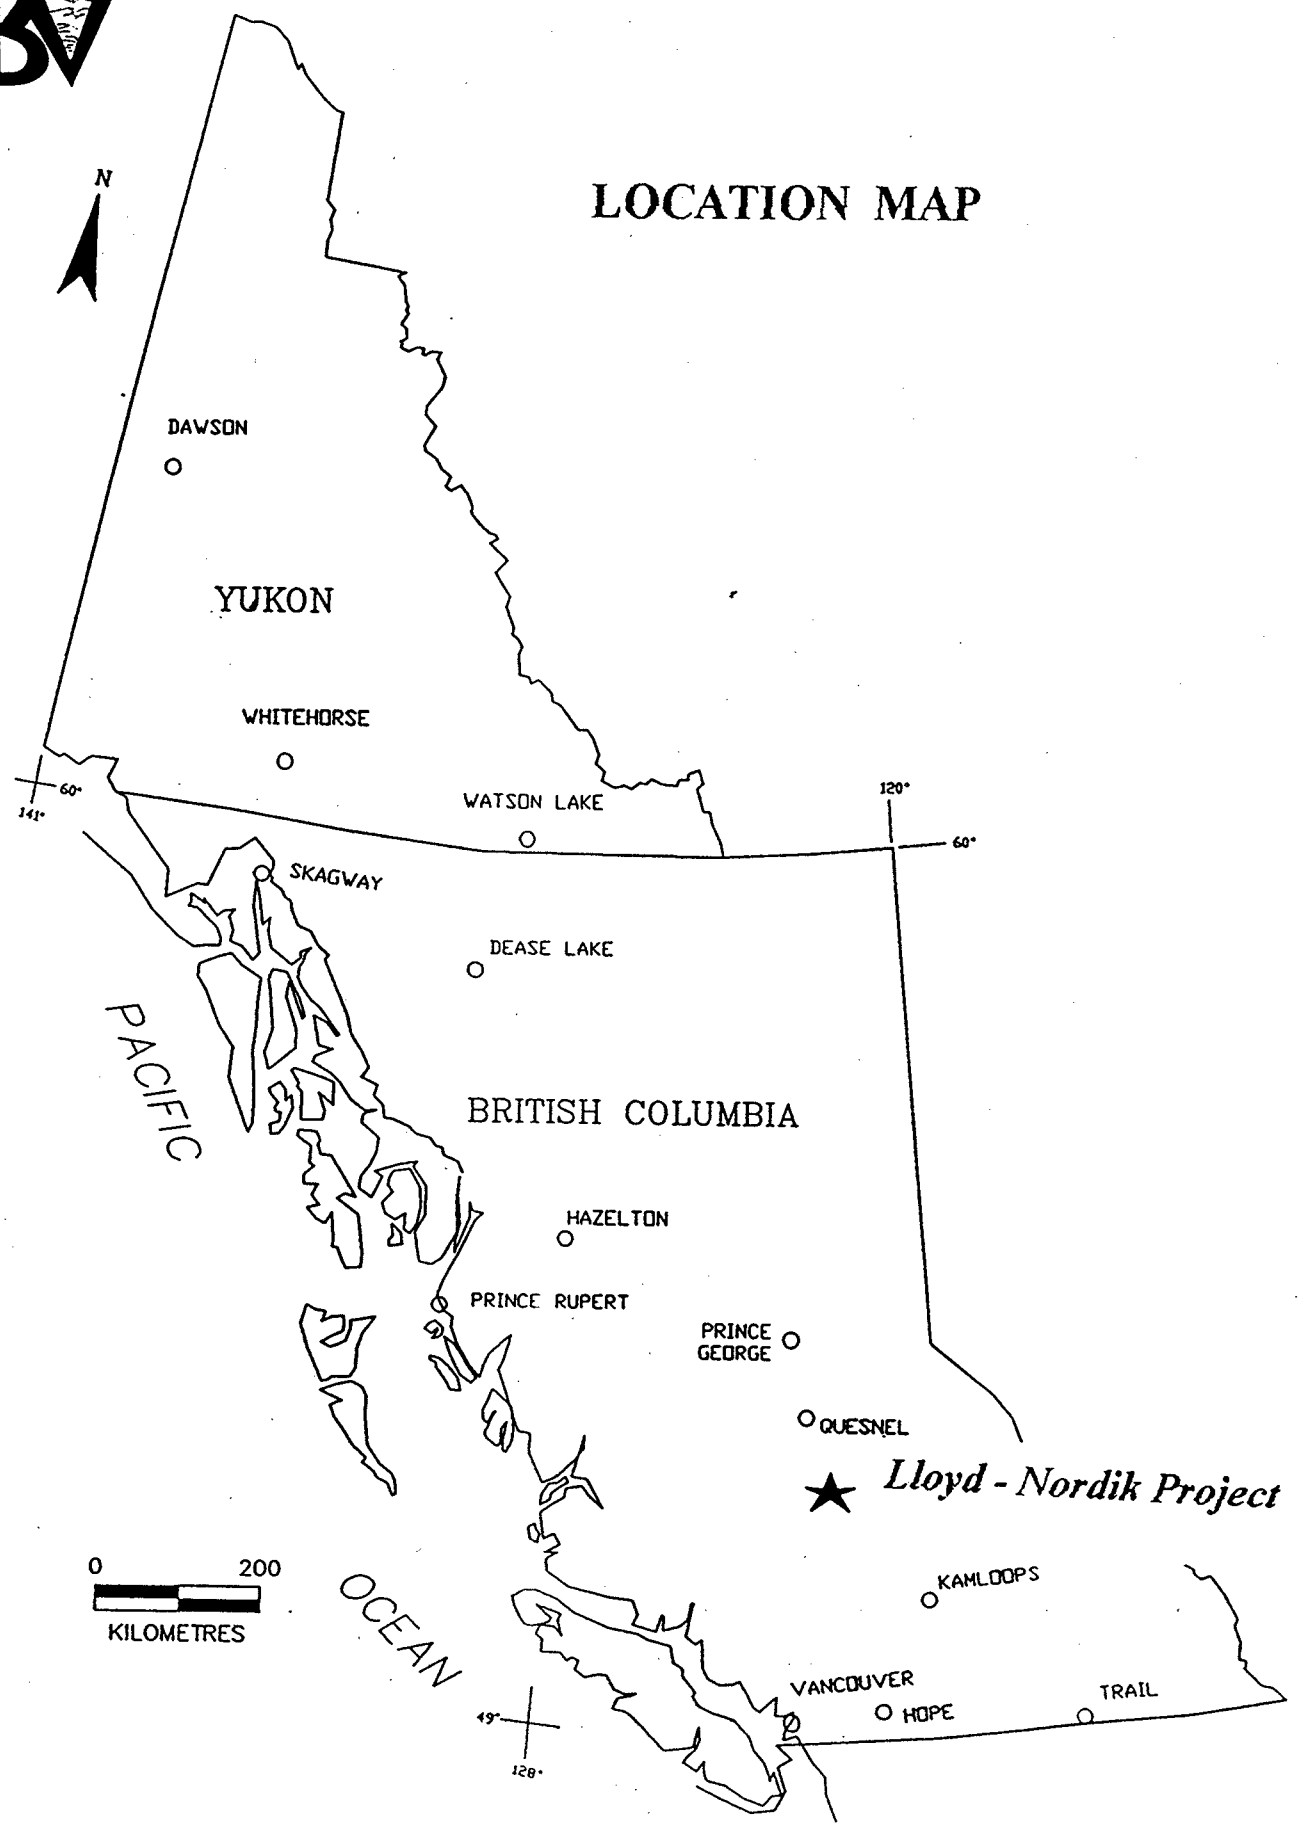 N
LOCATION MAP
DAWSON
YUKON
WHITEHORSE
60°
141°
WATSON LAKE
120°
60°
SKAGWAY
DEASE LAKE
PACIFIC
BRITISH COLUMBIA
HAZELTON
PRINCE RUPERT
PRINCE
GEORGE
QUESNEL
Lloyd - Nordik Project
0 200
KILOMETRES
OCEAN
KAMLOOPS
VANCOUVER
HOPE
TRAIL
49°
128°